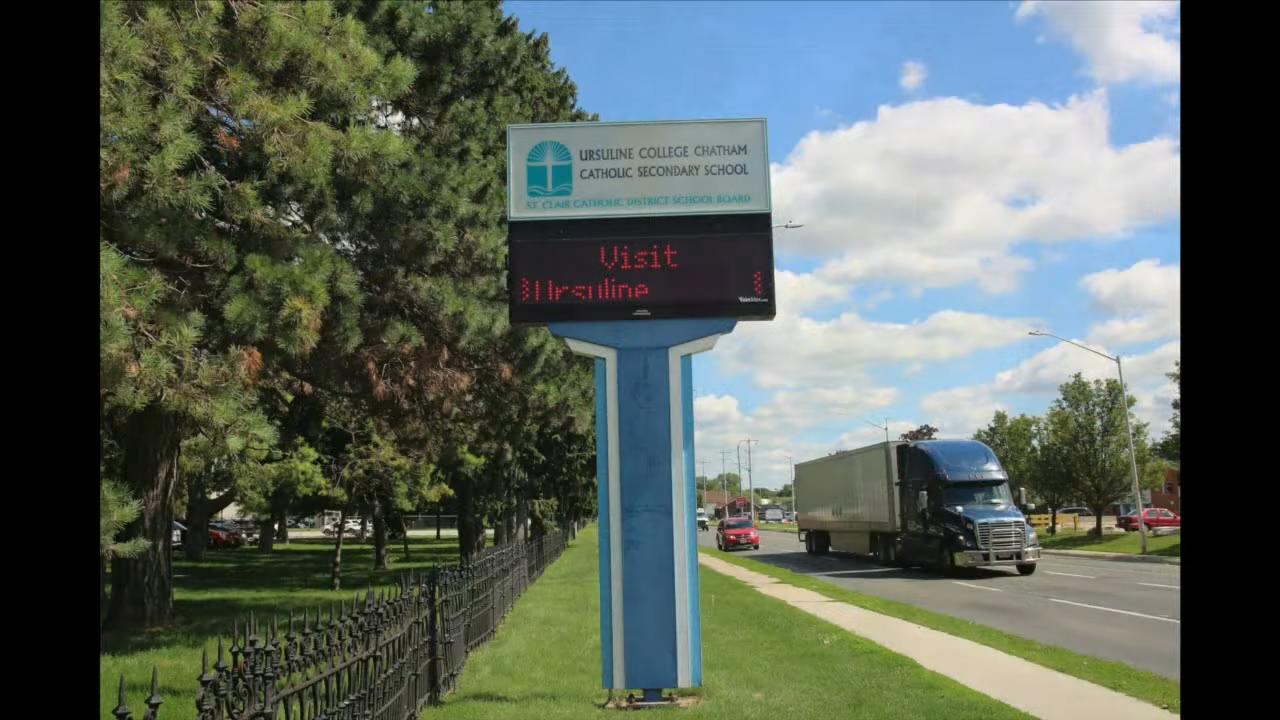 URSULINE COLLEGE CHATHAM
CATHOLIC SECONDARY SCHOOL
ST. CLAIR CATHOLIC DISTRICT SCHOOL BOARD
Visit
Ursuline